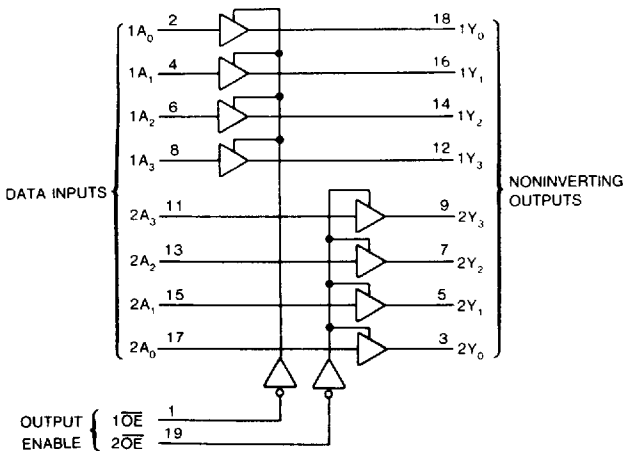 1A₀ 2 18 1Y₀
1A₁ 4 16 1Y₁
1A₂ 6 14 1Y₂
1A₃ 8 12 1Y₃
DATA INPUTS
NONINVERTING
OUTPUTS
2A₃ 11 9 2Y₃
2A₂ 13 7 2Y₂
2A₁ 15 5 2Y₁
2A₀ 17 3 2Y₀
OUTPUT
ENABLE
1O̅E̅ 1
2O̅E̅ 19